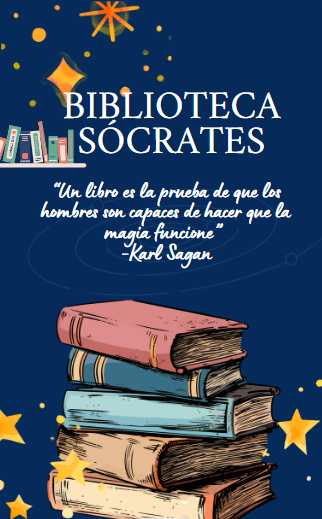 BIBLIOTECA
SÓCRATES
“Un libro es la prueba de que los
hombres son capaces de hacer que la
magia funcione”
-Karl Sagan